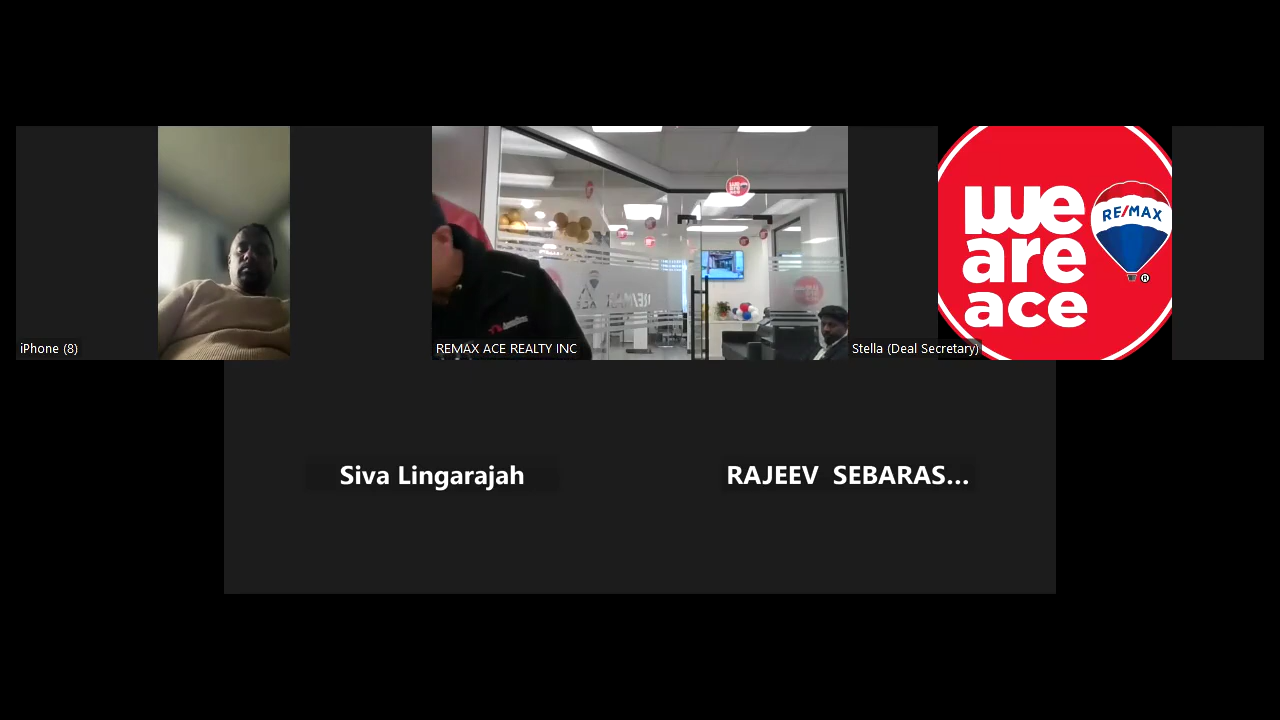 we
are
ace
RE/MAX
iPhone (8)
REMAX ACE REALTY INC
Stella (Deal Secretary)
Siva Lingarajah
RAJEEV SEBARAS...